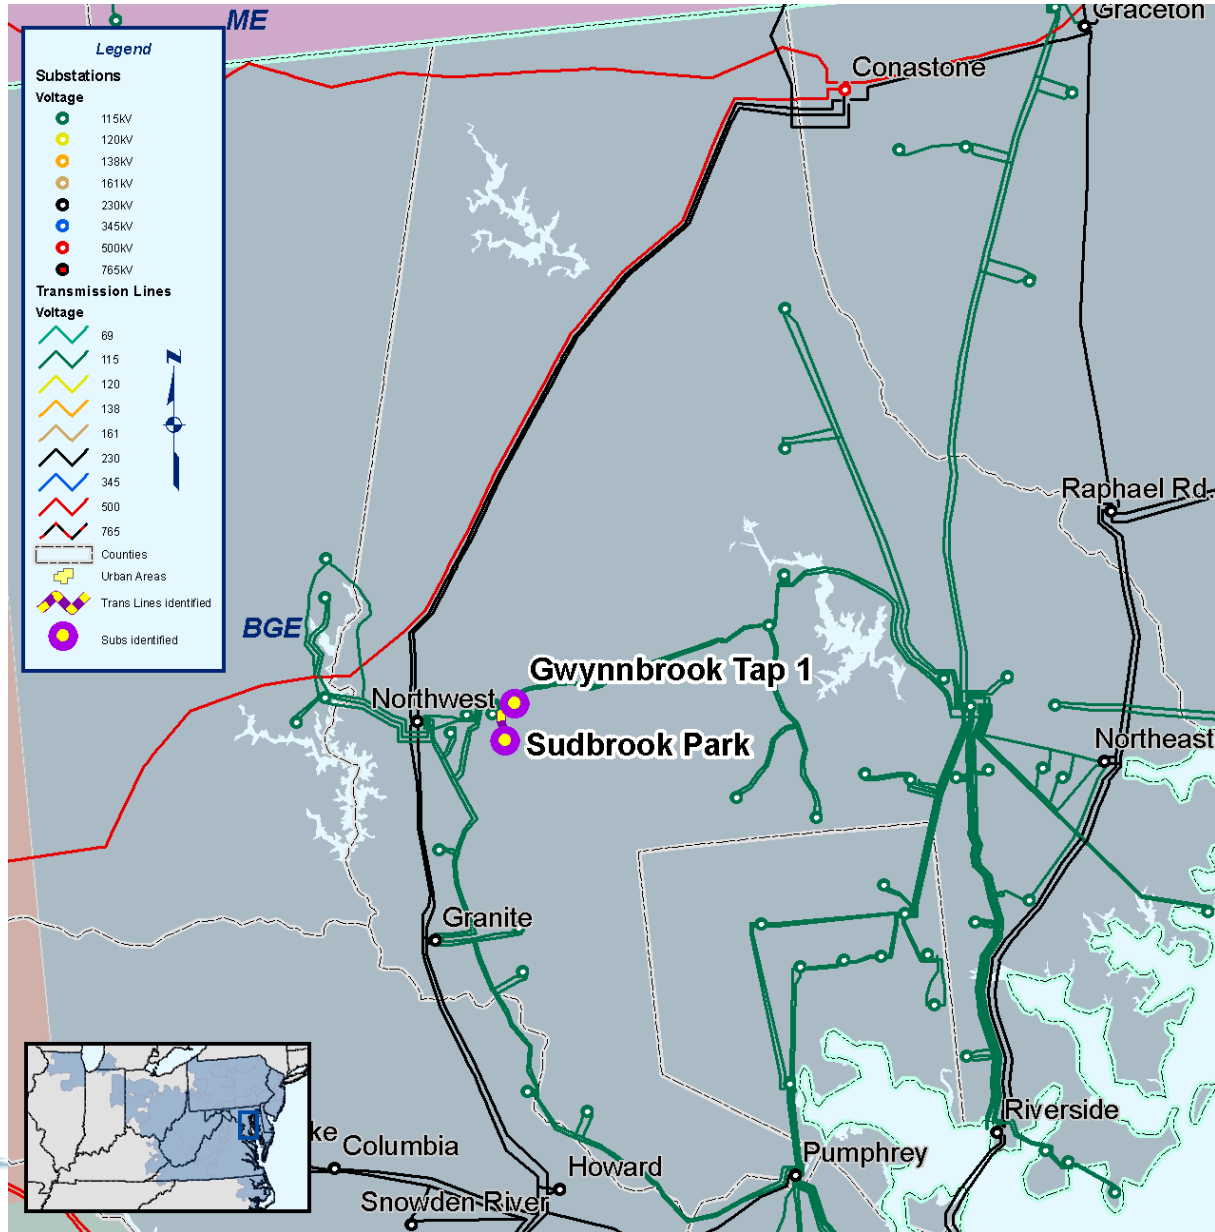 ME
Graceton
Conastone
Legend
Substations
Voltage
115kV
120kV
138kV
161kV
230kV
345kV
500kV
765kV
Transmission Lines
Voltage
69
115
120
138
161
230
345
500
765
N
Counties
Urban Areas
Trans Lines identified
Subs identified
Raphael Rd.
BGE
Gwynnbrook Tap 1
Northwest
Sudbrook Park
Northeast
Granite
Riverside
ke
Columbia
Howard
Pumphrey
Snowden River